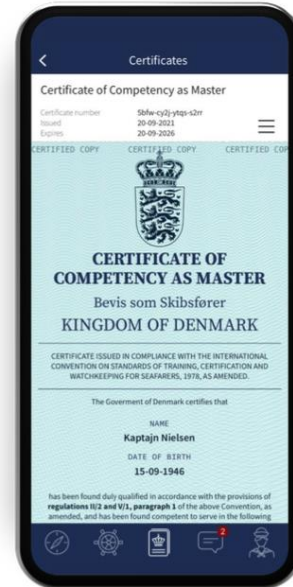 Certificates
Certificate of Competency as Master
Certificate number 5bfw-cy2j-ytqs-s2rr
Issued 20-09-2021
Expires 20-09-2026
CERTIFIED COPY CERTIFIED COPY CERTIFIED COP
CERTIFICATE OF
COMPETENCY AS MASTER
Bevis som Skibsfører
KINGDOM OF DENMARK
CERTIFICATE ISSUED IN COMPLIANCE WITH THE INTERNATIONAL
CONVENTION ON STANDARDS OF TRAINING, CERTIFICATION AND
WATCHKEEPING FOR SEAFARERS, 1978, AS AMENDED.
The Goverment of Denmark certifies that
NAME
Kaptajn Nielsen
DATE OF BIRTH
15-09-1946
has been found duly qualified in accordance with the provisions of
regulations II/2 and V/1, paragraph 1 of the above Convention, as
amended, and has been found competent to serve in the following
2